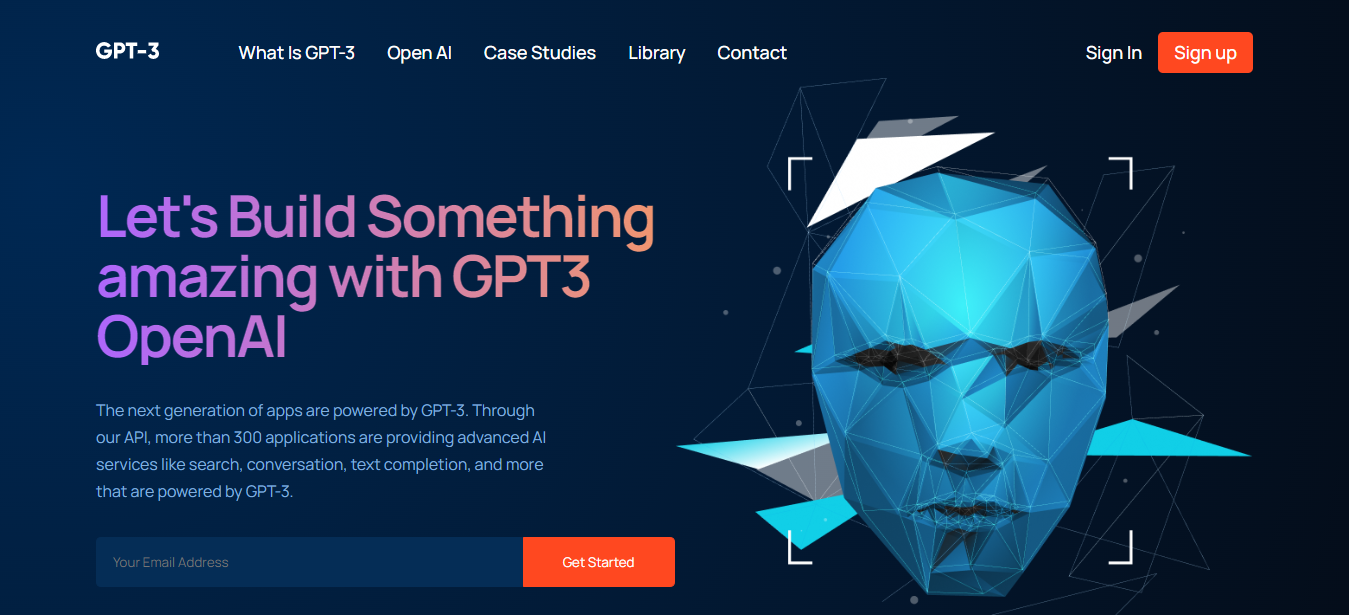 GPT-3
What Is GPT-3
Open AI
Case Studies
Library
Contact
Sign In
Sign up
Let's Build Something
amazing with GPT3
OpenAI
The next generation of apps are powered by GPT-3. Through
our API, more than 300 applications are providing advanced AI
services like search, conversation, text completion, and more
that are powered by GPT-3.
Your Email Address
Get Started